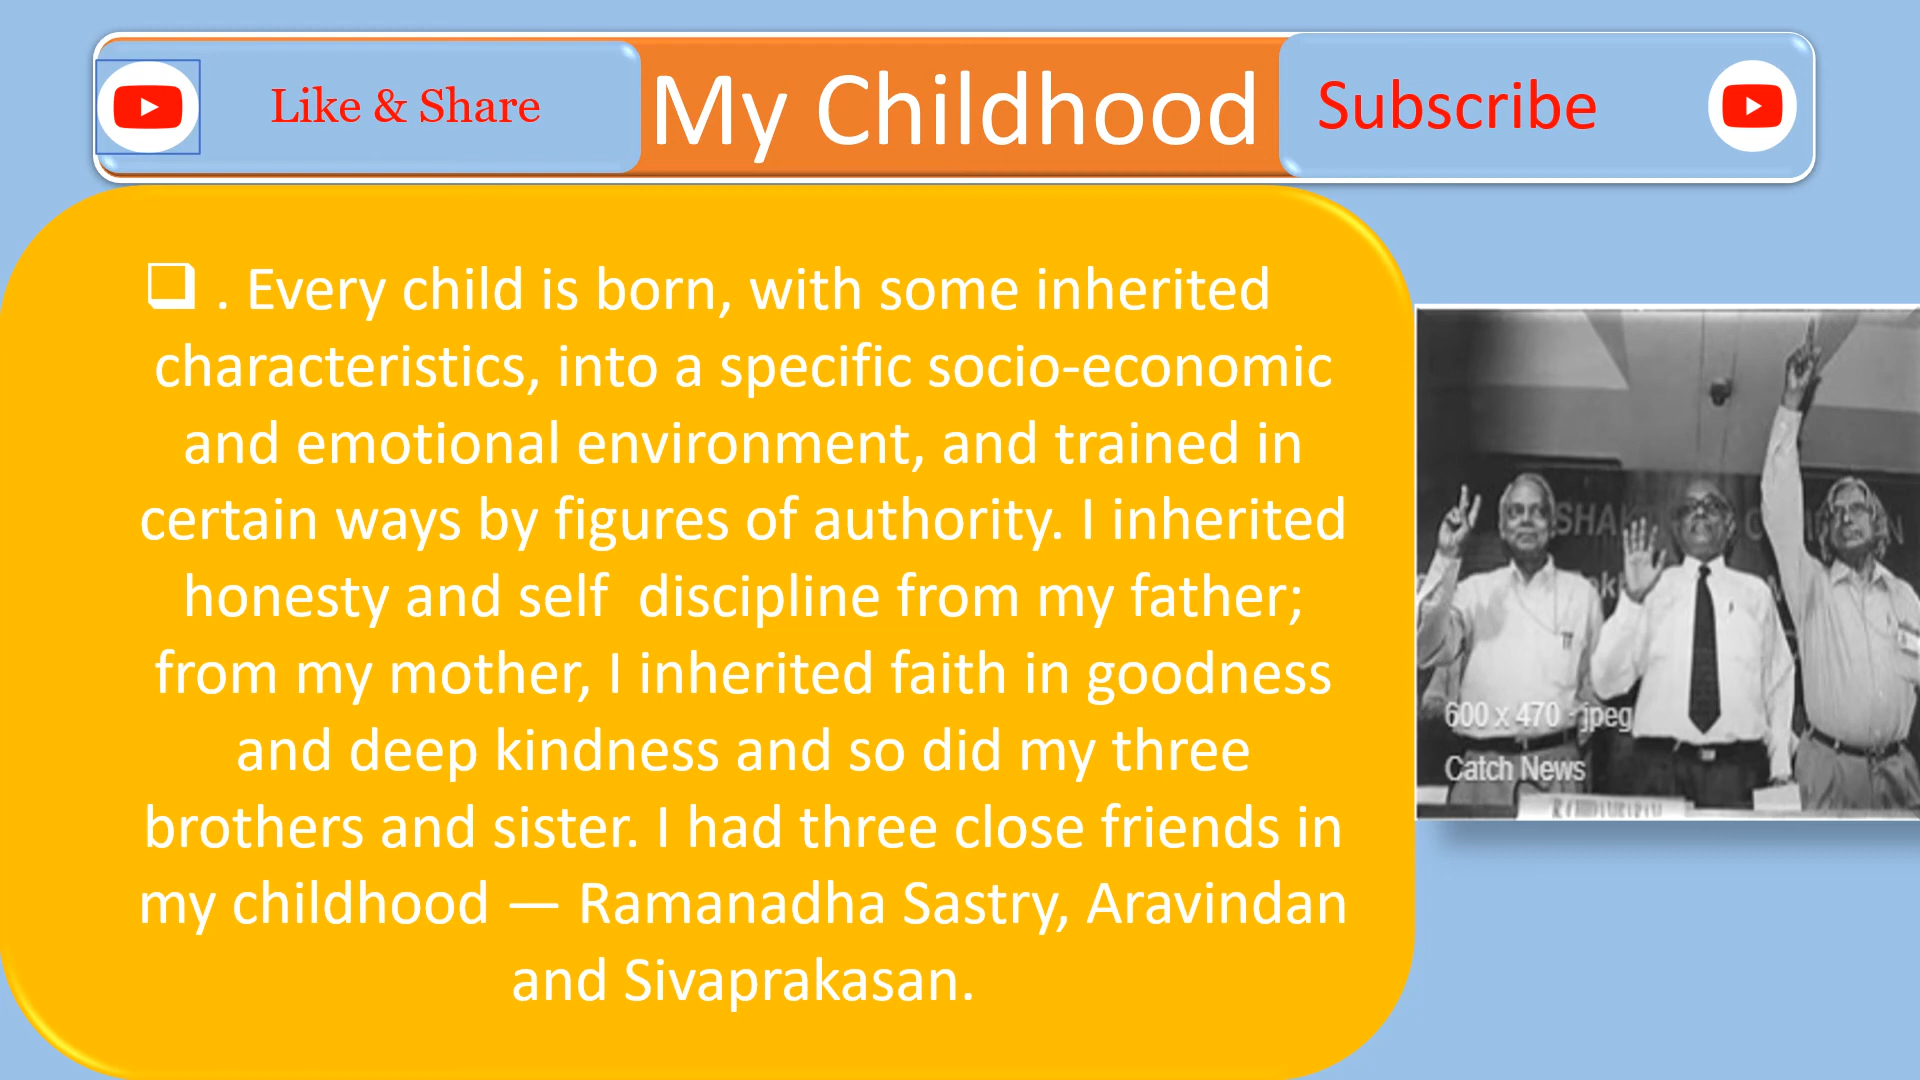 Like & Share
My Childhood
Subscribe
❑ . Every child is born, with some inherited
characteristics, into a specific socio-economic
and emotional environment, and trained in
certain ways by figures of authority. I inherited
honesty and self  discipline from my father;
from my mother, I inherited faith in goodness
and deep kindness and so did my three
brothers and sister. I had three close friends in
my childhood — Ramanadha Sastry, Aravindan
and Sivaprakasan.
600 x 470 - jpeg
Catch News